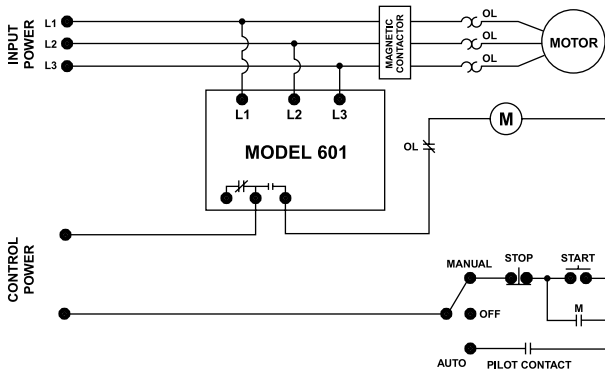 INPUT
POWER
L1
L2
L3
MAGNETIC
CONTACTOR
OL
OL
OL
MOTOR
L1 L2 L3
MODEL 601
OL
M
CONTROL
POWER
MANUAL
STOP
START
OFF
M
AUTO
PILOT CONTACT